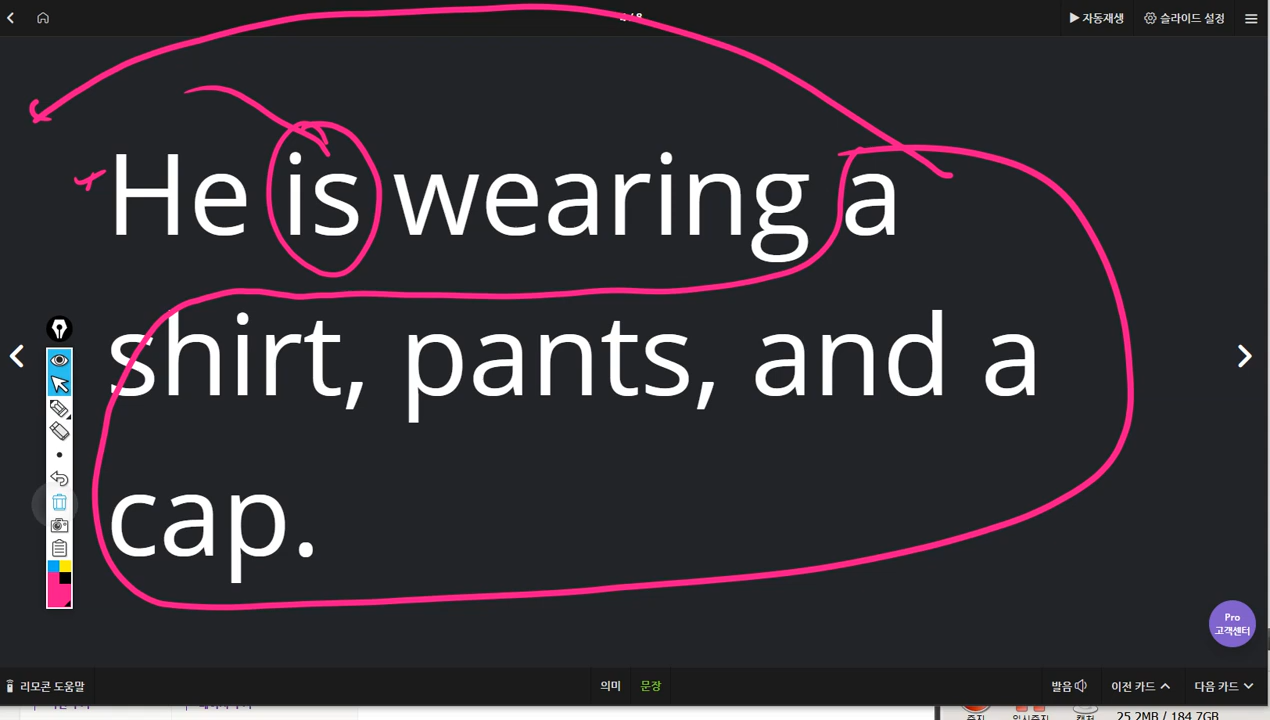 자동재생
슬라이드 설정
He is wearing a
shirt, pants, and a
cap.
Pro
고객센터
리모콘 도움말
의미
문장
발음
이전 카드
다음 카드
25.2MB / 184.7GB